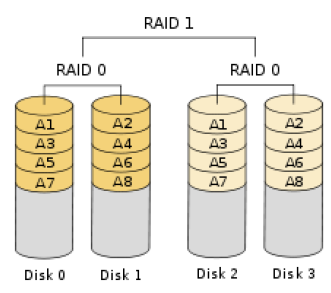 RAID 1
RAID 0 RAID 0
A1 A2 A1 A2
A3 A4 A3 A4
A5 A6 A5 A6
A7 A8 A7 A8
Disk 0 Disk 1 Disk 2 Disk 3